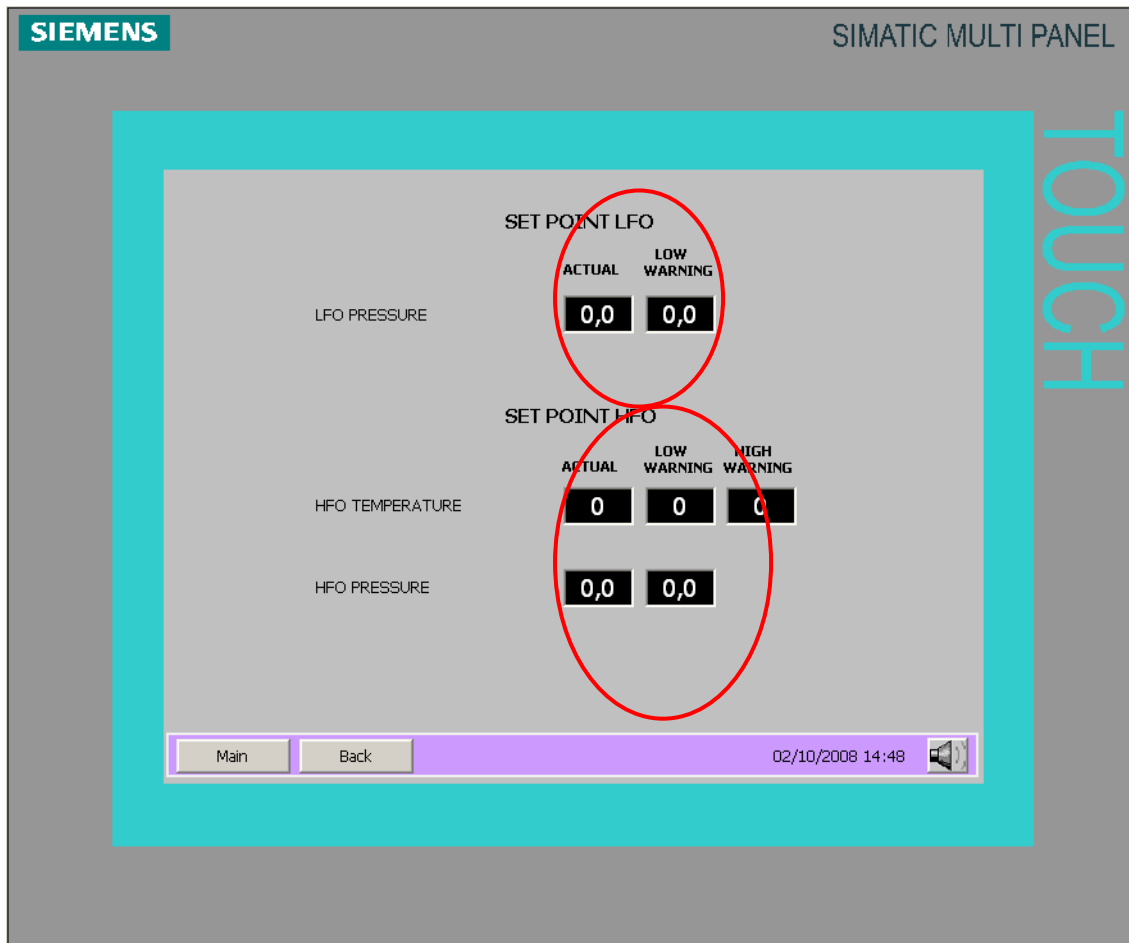 SIEMENS
SIMATIC MULTI PANEL
TOUCH
SET POINT LFO
ACTUAL LOW WARNING
LFO PRESSURE 0,0 0,0
SET POINT HFO
ACTUAL LOW WARNING HIGH WARNING
HFO TEMPERATURE 0 0 0
HFO PRESSURE 0,0 0,0
Main Back 02/10/2008 14:48